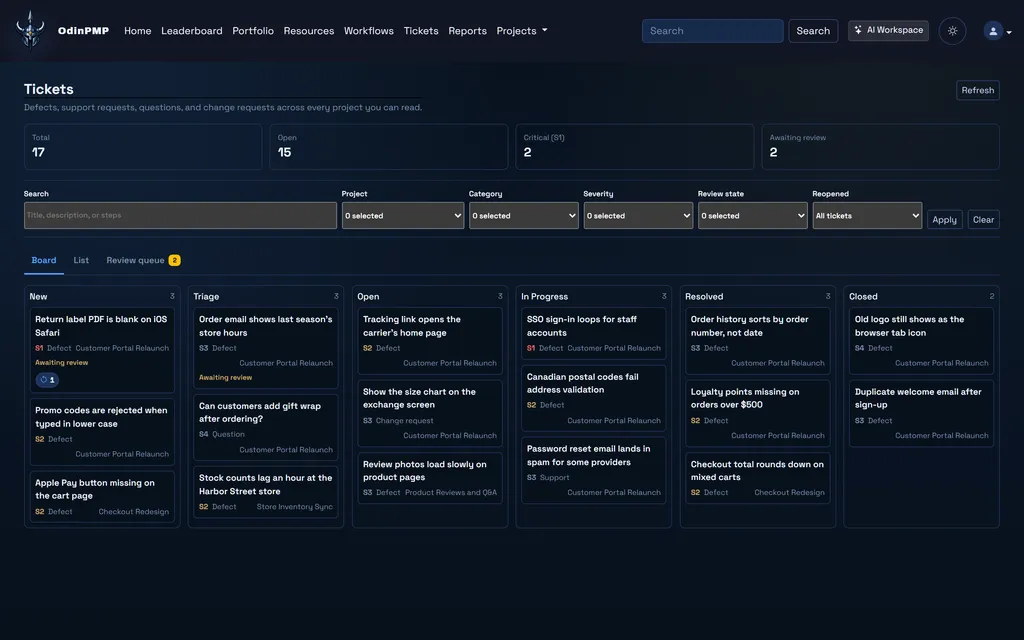 OdinPMP
Home Leaderboard Portfolio Resources Workflows Tickets Reports Projects
Search
Search
AI Workspace
Tickets
Refresh
Defects, support requests, questions, and change requests across every project you can read.
Total
17
Open
15
Critical (S1)
2
Awaiting review
2
Search
Title, description, or steps
Project
0 selected
Category
0 selected
Severity
0 selected
Review state
0 selected
Reopened
All tickets
Apply
Clear
Board
List
Review queue 2
New 3
Return label PDF is blank on iOS
Safari
S1 Defect Customer Portal Relaunch
Awaiting review
1
Promo codes are rejected when
typed in lower case
S2 Defect
Customer Portal Relaunch
Apple Pay button missing on
the cart page
S2 Defect Checkout Redesign
Triage 3
Order email shows last season's
store hours
S3 Defect
Customer Portal Relaunch
Awaiting review
Can customers add gift wrap
after ordering?
S4 Question
Customer Portal Relaunch
Stock counts lag an hour at the
Harbor Street store
S2 Defect Store Inventory Sync
Open 3
Tracking link opens the
carrier's home page
S2 Defect
Customer Portal Relaunch
Show the size chart on the
exchange screen
S3 Change request
Customer Portal Relaunch
Review photos load slowly on
product pages
S3 Defect Product Reviews and Q&A
In Progress 3
SSO sign-in loops for staff
accounts
S1 Defect Customer Portal Relaunch
Canadian postal codes fail
address validation
S2 Defect
Customer Portal Relaunch
Password reset email lands in
spam for some providers
S3 Support
Customer Portal Relaunch
Resolved 3
Order history sorts by order
number, not date
S3 Defect
Customer Portal Relaunch
Loyalty points missing on
orders over $500
S2 Defect
Customer Portal Relaunch
Checkout total rounds down on
mixed carts
S2 Defect Checkout Redesign
Closed 2
Old logo still shows as the
browser tab icon
S4 Defect
Customer Portal Relaunch
Duplicate welcome email after
sign-up
S3 Defect
Customer Portal Relaunch